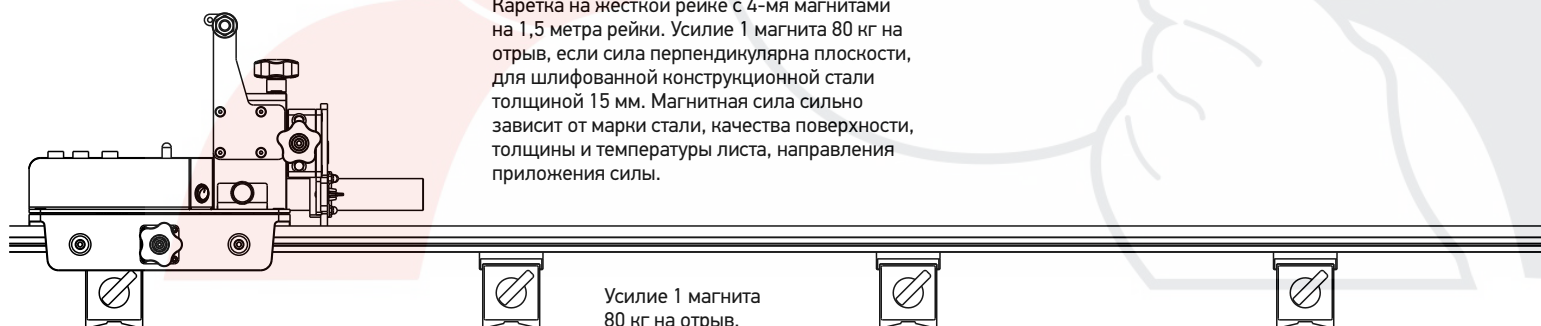 Каретка на жесткой рейке с 4-мя магнитами
на 1,5 метра рейки. Усилие 1 магнита 80 кг на
отрыв, если сила перпендикулярна плоскости,
для шлифованной конструкционной стали
толщиной 15 мм. Магнитная сила сильно
зависит от марки стали, качества поверхности,
толщины и температуры листа, направления
приложения силы.
Усилие 1 магнита
80 кг на отрыв.